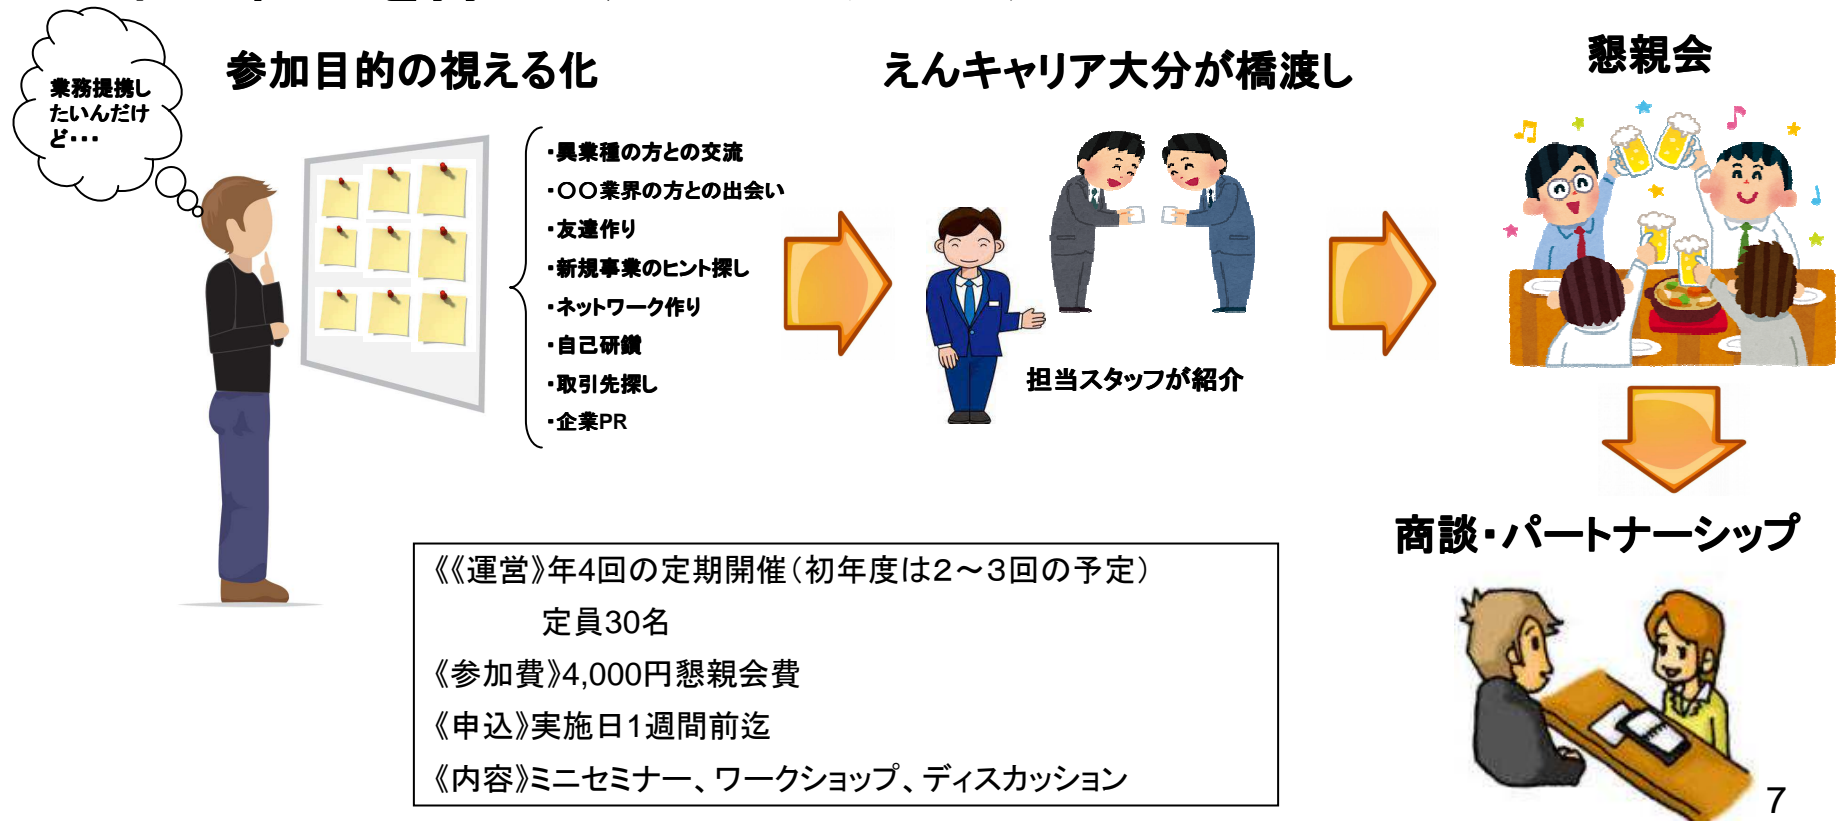 業務提携し
たいんだけ
ど・・・
参加目的の視える化
・異業種の方との交流
・〇〇業界の方との出会い
・友達作り
・新規事業のヒント探し
・ネットワーク作り
・自己研鑽
・取引先探し
・企業PR
えんキャリア大分が橋渡し
担当スタッフが紹介
懇親会
商談・パートナーシップ
《《運営》年4回の定期開催（初年度は２～３回の予定）
定員30名
《参加費》4,000円懇親会費
《申込》実施日1週間前迄
《内容》ミニセミナー、ワークショップ、ディスカッション
7